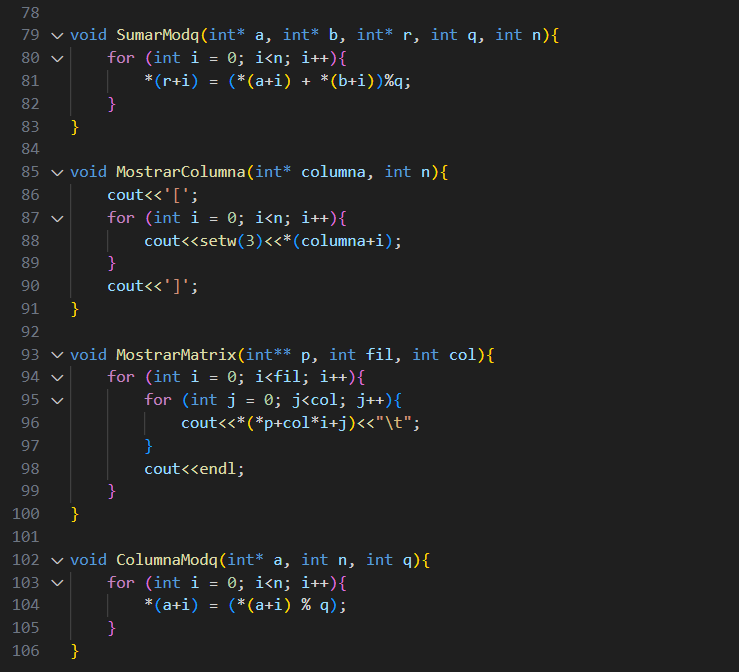 78
79 void SumarModq(int* a, int* b, int* r, int q, int n){
80     for (int i = 0; i<n; i++){
81         *(r+i) = (*(a+i) + *(b+i))%q;
82     }
83 }
84
85 void MostrarColumna(int* columna, int n){
86     cout<<'[';
87     for (int i = 0; i<n; i++){
88         cout<<setw(3)<<*(columna+i);
89     }
90     cout<<']';
91 }
92
93 void MostrarMatrix(int** p, int fil, int col){
94     for (int i = 0; i<fil; i++){
95         for (int j = 0; j<col; j++){
96             cout<<*(*p+col*i+j)<<"\t";
97         }
98         cout<<endl;
99     }
100 }
101
102 void ColumnaModq(int* a, int n, int q){
103     for (int i = 0; i<n; i++){
104         *(a+i) = (*(a+i) % q);
105     }
106 }